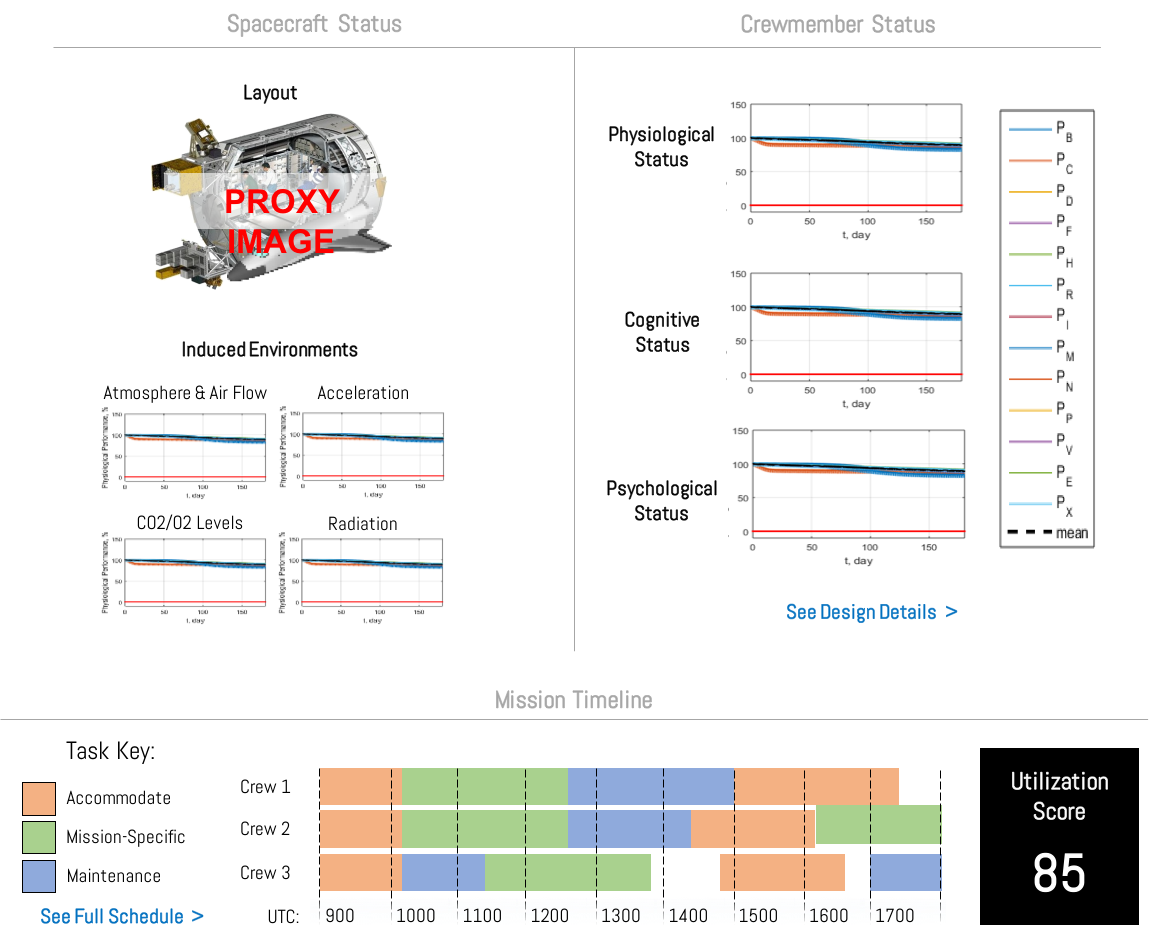 Spacecraft Status
Layout
PROXY
IMAGE
Induced Environments
Atmosphere & Air Flow
Physiological Performance, %
150
100
50
0
0 50 100 150
t, day
Acceleration
Physiological Performance, %
150
100
50
0
0 50 100 150
t, day
CO2/O2 Levels
Physiological Performance, %
150
100
50
0
0 50 100 150
t, day
Radiation
Physiological Performance, %
150
100
50
0
0 50 100 150
t, day
Crewmember Status
Physiological
Status
150
100
50
0
0 50 100 150
t, day
Cognitive
Status
150
100
50
0
0 50 100 150
t, day
Psychological
Status
150
100
50
0
0 50 100 150
t, day
P_B
P_C
P_D
P_F
P_H
P_R
P_I
P_M
P_N
P_P
P_V
P_E
P_X
mean
See Design Details >
Mission Timeline
Task Key:
Accommodate
Mission-Specific
Maintenance
See Full Schedule >
Crew 1
Crew 2
Crew 3
UTC: 900 1000 1100 1200 1300 1400 1500 1600 1700
Utilization
Score
85